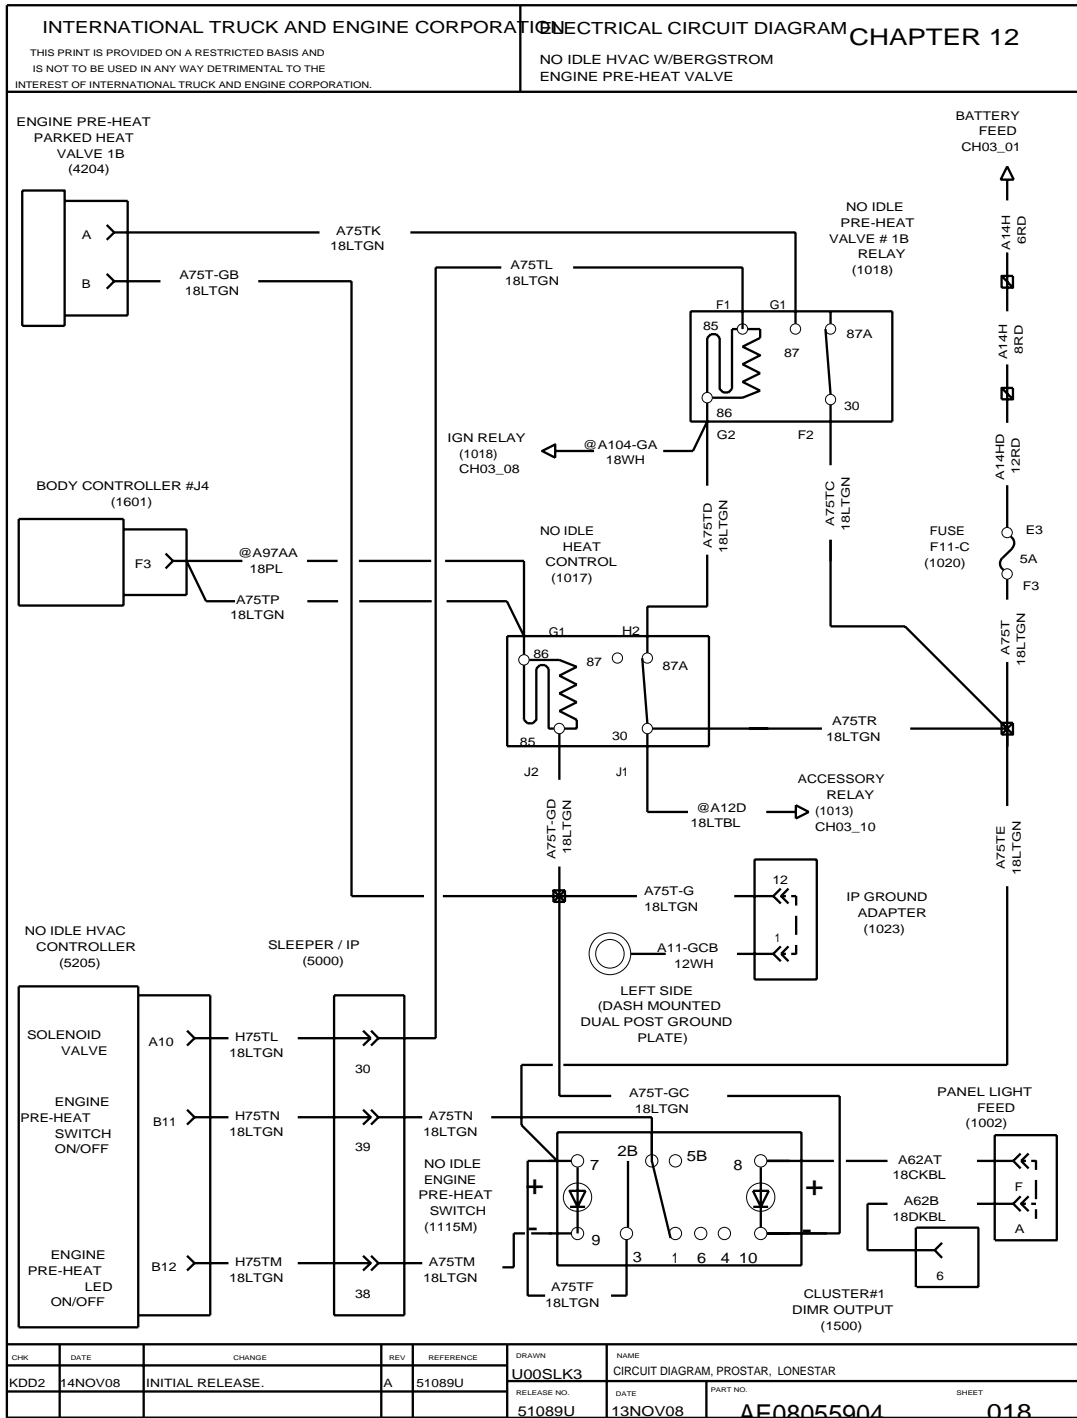 INTERNATIONAL TRUCK AND ENGINE CORPORATION
THIS PRINT IS PROVIDED ON A RESTRICTED BASIS AND
IS NOT TO BE USED IN ANY WAY DETRIMENTAL TO THE
INTEREST OF INTERNATIONAL TRUCK AND ENGINE CORPORATION.
ELECTRICAL CIRCUIT DIAGRAM
CHAPTER 12
NO IDLE HVAC W/BERGSTROM
ENGINE PRE-HEAT VALVE
ENGINE PRE-HEAT
PARKED HEAT
VALVE 1B
(4204)
A
B
A75TK
18LTGN
A75T-GB
18LTGN
A75TL
18LTGN
NO IDLE
PRE-HEAT
VALVE # 1B
RELAY
(1018)
BATTERY
FEED
CH03_01
A14H
6RD
A14H
8RD
A14HD
12RD
F1
G1
85
87
87A
86
30
G2
F2
IGN RELAY
(1018)
CH03_08
@A104-GA
18WH
A75TD
18LTGN
A75TC
18LTGN
FUSE
F11-C
(1020)
E3
5A
F3
A75T
18LTGN
BODY CONTROLLER #J4
(1601)
F3
@A97AA
18PL
A75TP
18LTGN
NO IDLE
HEAT
CONTROL
(1017)
G1
H2
86
87
87A
85
30
J2
J1
A75TR
18LTGN
ACCESSORY
RELAY
(1013)
CH03_10
@A12D
18LTBL
A75T-GD
18LTGN
A75TE
18LTGN
A75T-G
18LTGN
12
1
IP GROUND
ADAPTER
(1023)
A11-GCB
12WH
LEFT SIDE
(DASH MOUNTED
DUAL POST GROUND
PLATE)
NO IDLE HVAC
CONTROLLER
(5205)
SLEEPER / IP
(5000)
SOLENOID
VALVE
A10
H75TL
18LTGN
30
ENGINE
PRE-HEAT
SWITCH
ON/OFF
B11
H75TN
18LTGN
39
A75TN
18LTGN
ENGINE
PRE-HEAT
LED
ON/OFF
B12
H75TM
18LTGN
38
A75TM
18LTGN
NO IDLE
ENGINE
PRE-HEAT
SWITCH
(1115M)
A75T-GC
18LTGN
7
2B
5B
8
+
+
-
-
9
3
1
6
4
10
A75TF
18LTGN
PANEL LIGHT
FEED
(1002)
A62AT
18CKBL
F
A62B
18DKBL
A
6
CLUSTER#1
DIMR OUTPUT
(1500)
CHK DATE CHANGE REV REFERENCE
KDD2 14NOV08 INITIAL RELEASE. A 51089U
DRAWN
U00SLK3
NAME
CIRCUIT DIAGRAM, PROSTAR, LONESTAR
RELEASE NO.
51089U
DATE
13NOV08
PART NO.
AE08055904
SHEET
018